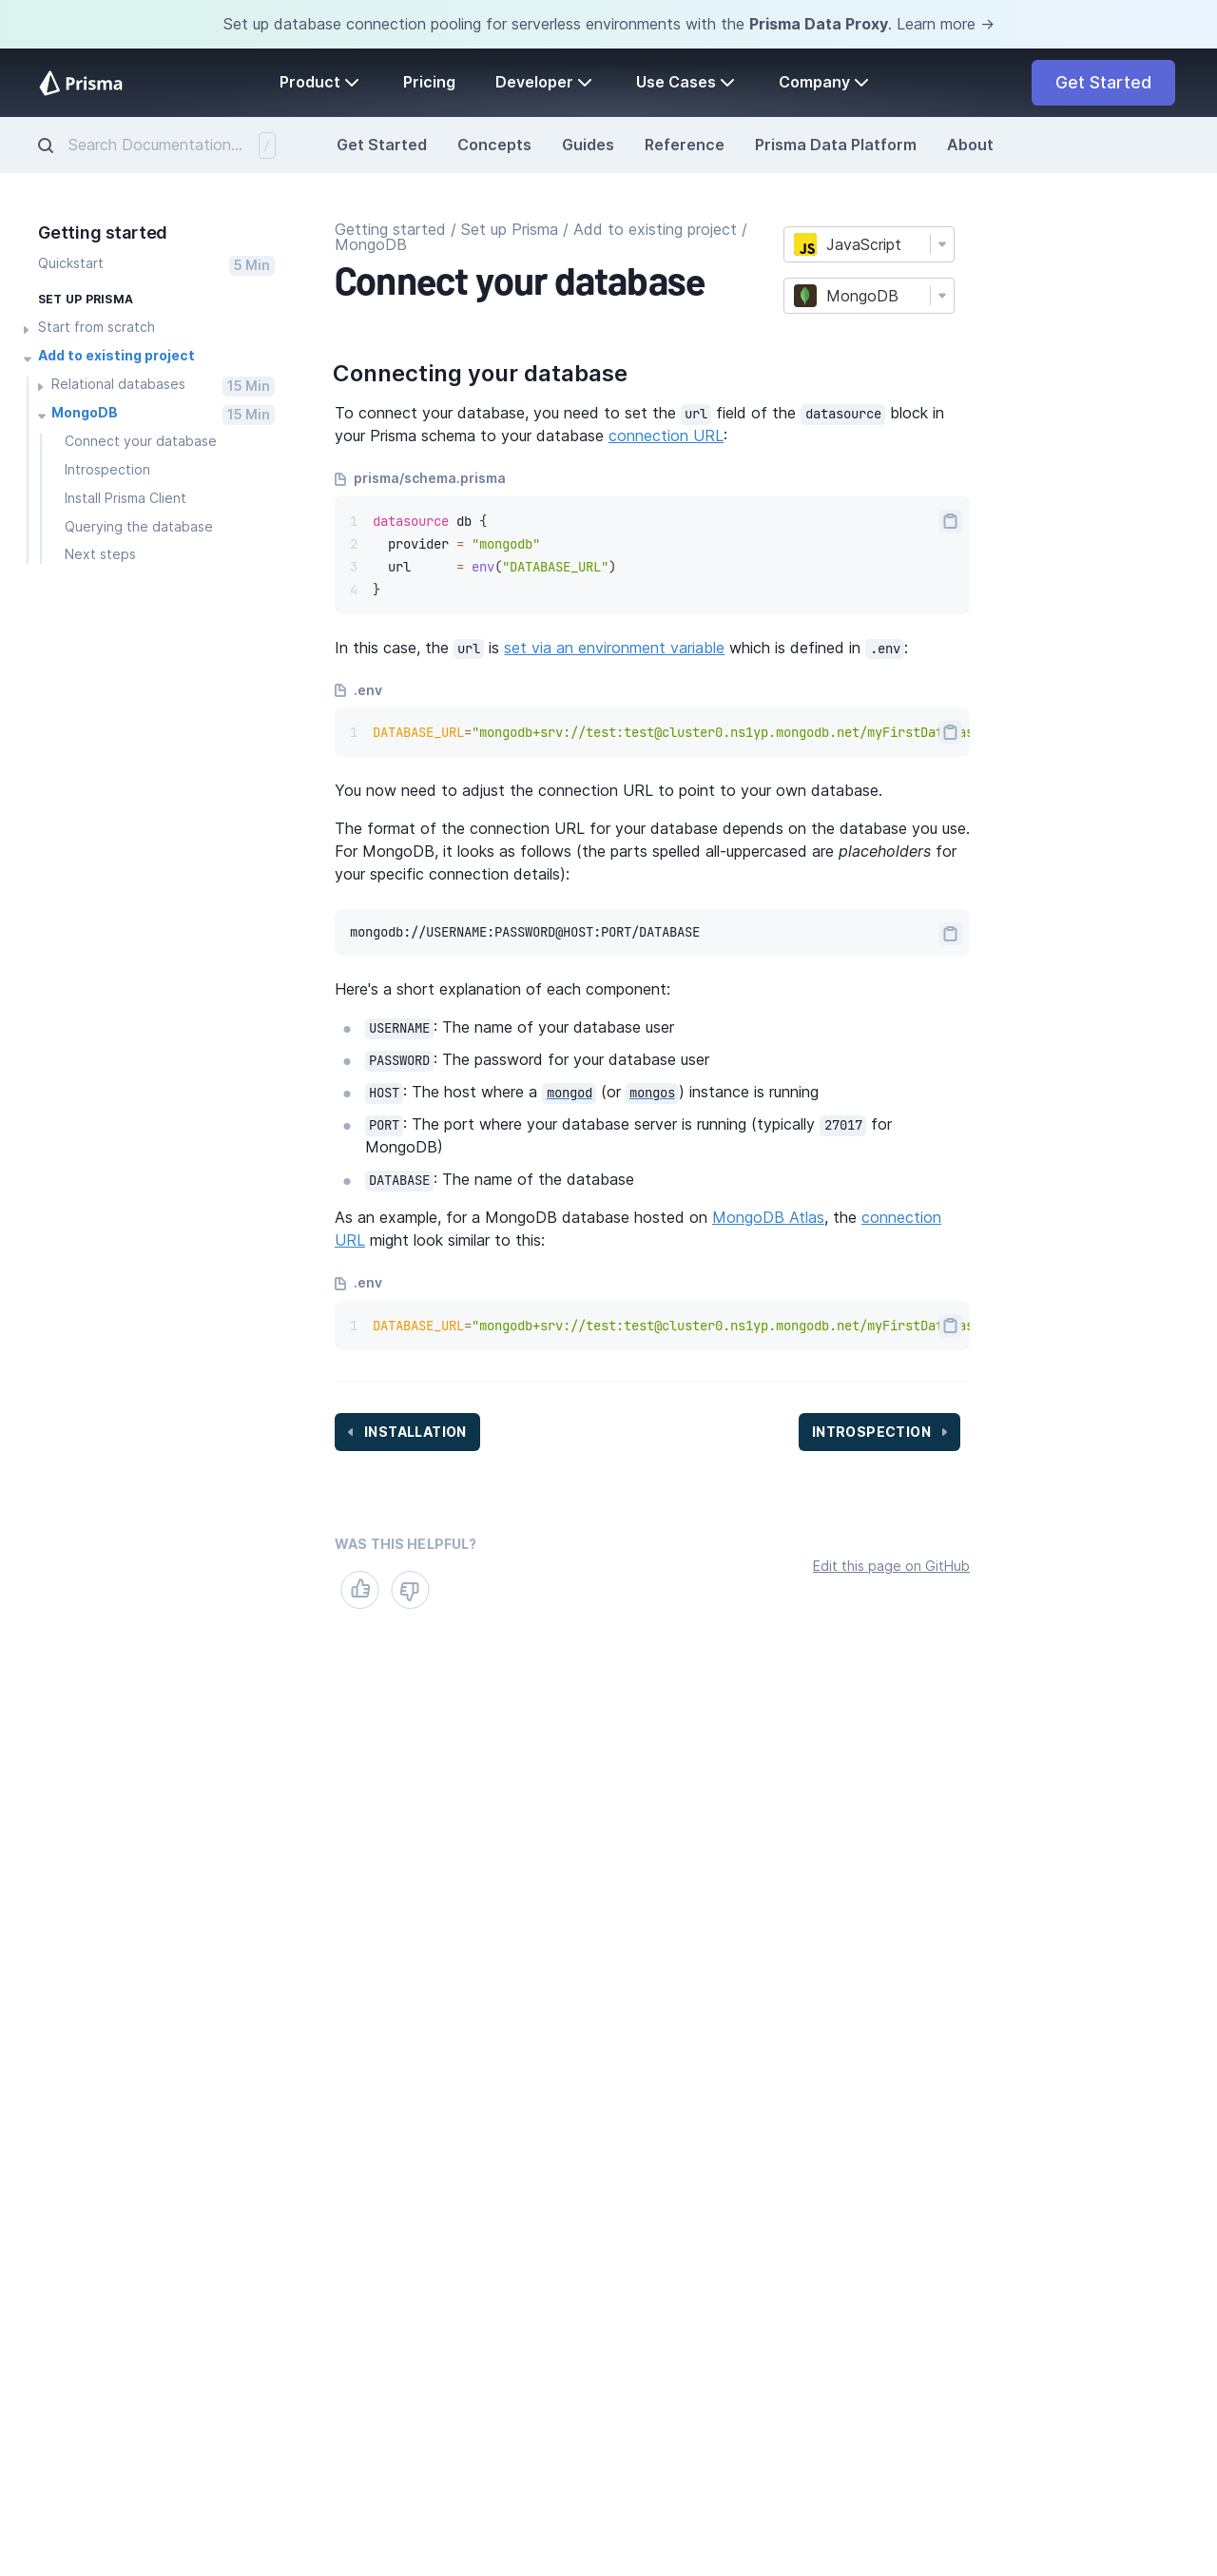 Set up database connection pooling for serverless environments with the Prisma Data Proxy. Learn more →
Prisma
Product
Pricing
Developer
Use Cases
Company
Get Started
Search Documentation...
/
Get Started
Concepts
Guides
Reference
Prisma Data Platform
About
Getting started
Quickstart
5 Min
SET UP PRISMA
Start from scratch
Add to existing project
Relational databases
15 Min
MongoDB
15 Min
Connect your database
Introspection
Install Prisma Client
Querying the database
Next steps
Getting started / Set up Prisma / Add to existing project /
MongoDB
Connect your database
JS JavaScript
MongoDB
Connecting your database
To connect your database, you need to set the url field of the datasource block in
your Prisma schema to your database connection URL:
prisma/schema.prisma
1 datasource db {
2   provider = "mongodb"
3   url      = env("DATABASE_URL")
4 }
In this case, the url is set via an environment variable which is defined in .env:
.env
1 DATABASE_URL="mongodb+srv://test:test@cluster0.ns1yp.mongodb.net/myFirstDa
You now need to adjust the connection URL to point to your own database.
The format of the connection URL for your database depends on the database you use.
For MongoDB, it looks as follows (the parts spelled all-uppercased are placeholders for
your specific connection details):
mongodb://USERNAME:PASSWORD@HOST:PORT/DATABASE
Here's a short explanation of each component:
USERNAME: The name of your database user
PASSWORD: The password for your database user
HOST: The host where a mongod (or mongos) instance is running
PORT: The port where your database server is running (typically 27017 for
MongoDB)
DATABASE: The name of the database
As an example, for a MongoDB database hosted on MongoDB Atlas, the connection
URL might look similar to this:
.env
1 DATABASE_URL="mongodb+srv://test:test@cluster0.ns1yp.mongodb.net/myFirstDa
INSTALLATION
INTROSPECTION
WAS THIS HELPFUL?
Edit this page on GitHub